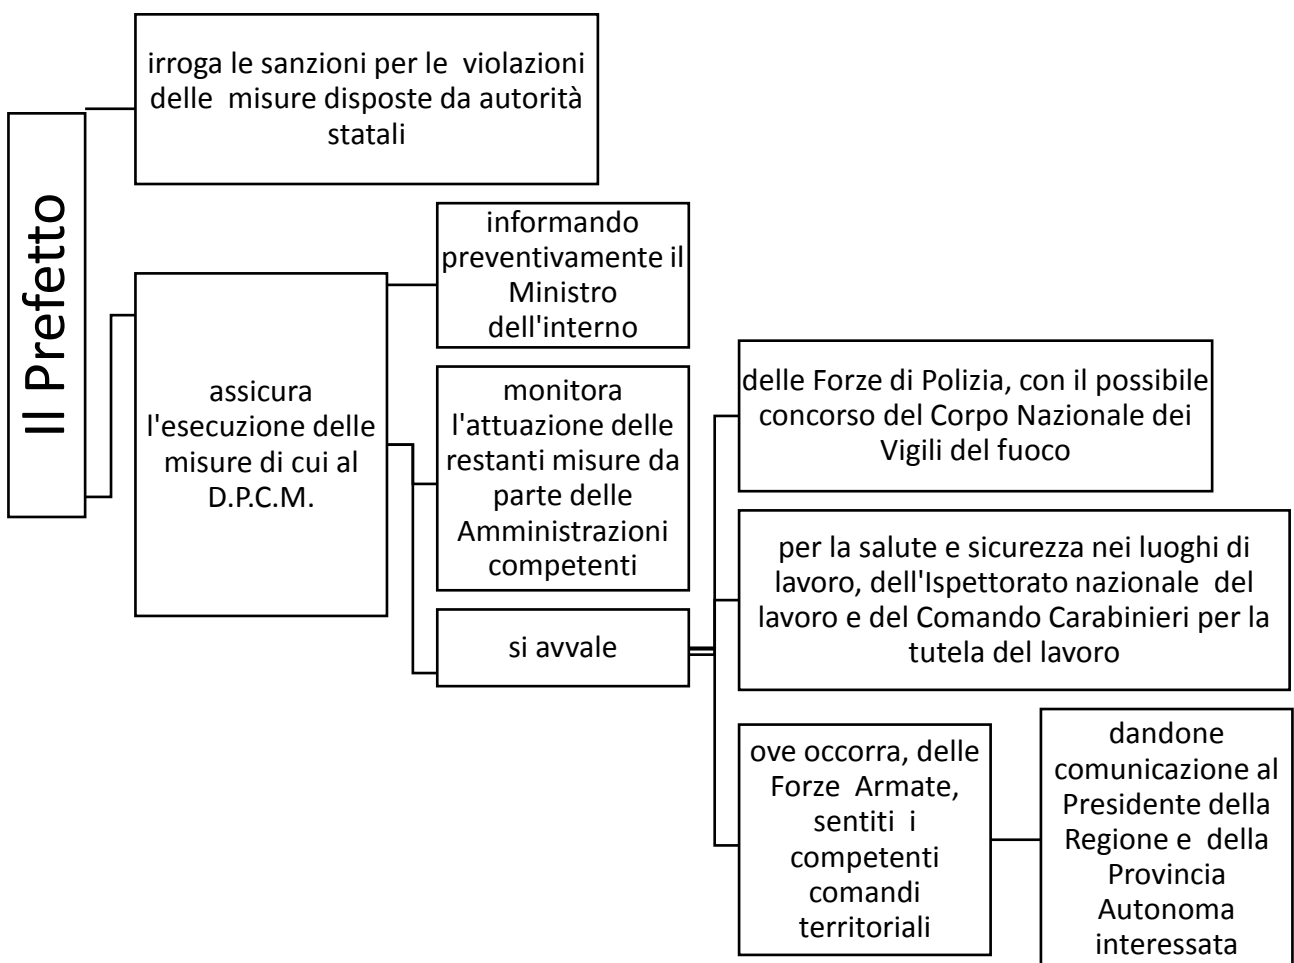 Il Prefetto
irroga le sanzioni per le violazioni
delle misure disposte da autorità
statali
assicura
l'esecuzione delle
misure di cui al
D.P.C.M.
informando
preventivamente il
Ministro
dell'interno
monitora
l'attuazione delle
restanti misure da
parte delle
Amministrazioni
competenti
si avvale
delle Forze di Polizia, con il possibile
concorso del Corpo Nazionale dei
Vigili del fuoco
per la salute e sicurezza nei luoghi di
lavoro, dell'Ispettorato nazionale del
lavoro e del Comando Carabinieri per la
tutela del lavoro
ove occorra, delle
Forze Armate,
sentiti i
competenti
comandi
territoriali
dandone
comunicazione al
Presidente della
Regione e della
Provincia
Autonoma
interessata